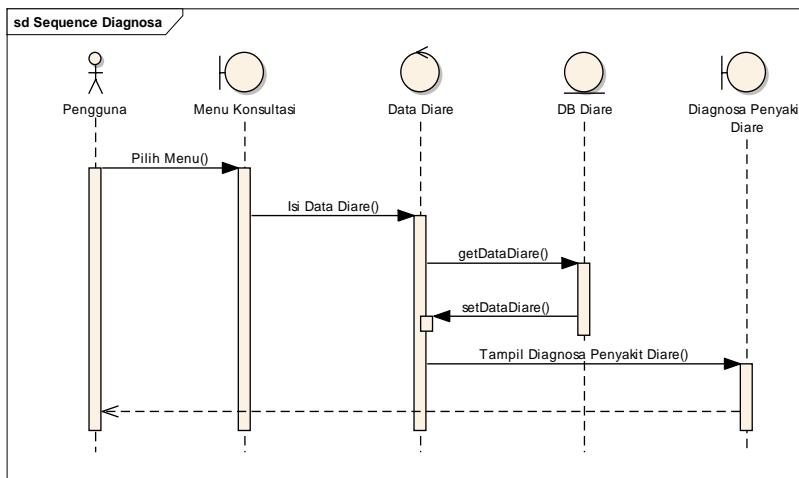 sd Sequence Diagnosa
Pengguna
Menu Konsultasi
Data Diare
DB Diare
Diagnosa Penyaki
Diare
Pilih Menu()
Isi Data Diare()
getDataDiare()
setDataDiare()
Tampil Diagnosa Penyakit Diare()